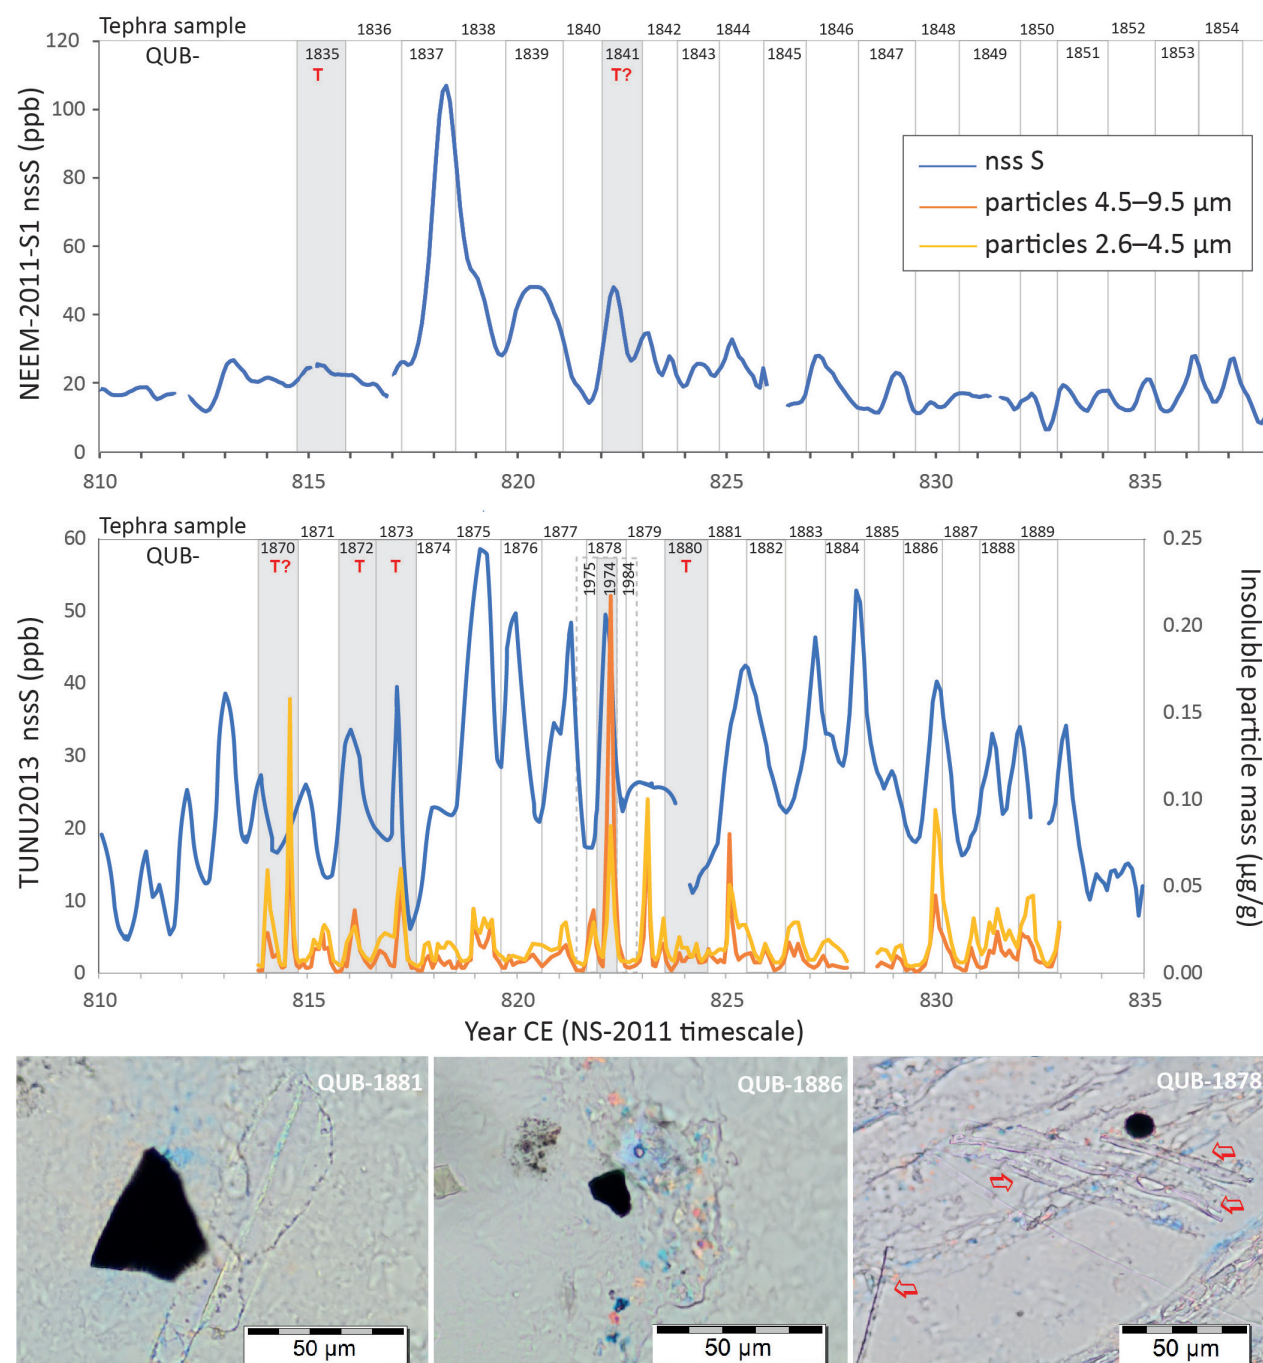 Tephra sample
QUB-
1836 1838 1840 1842 1844 1846 1848 1850 1852 1854
1835 1837 1839 1841 1843 1845 1847 1849 1851 1853
T T?
NEEM-2011-S1 nssS (ppb)
120
100
80
60
40
20
0
nss S
particles 4.5–9.5 µm
particles 2.6–4.5 µm
810 815 820 825 830 835
Tephra sample
QUB-
1871 1873 1875 1877 1879 1881 1883 1885 1887 1889
1870 1872 1874 1876 1878 1880 1882 1884 1886 1888
T? T T T
1975 1974 1984
TUNU2013 nssS (ppb)
60
50
40
30
20
10
0
0.25
0.20
0.15
0.10
0.05
0.00
Insoluble particle mass (µg/g)
810 815 820 825 830 835
Year CE (NS-2011 timescale)
QUB-1881
50 µm
QUB-1886
50 µm
QUB-1878
50 µm